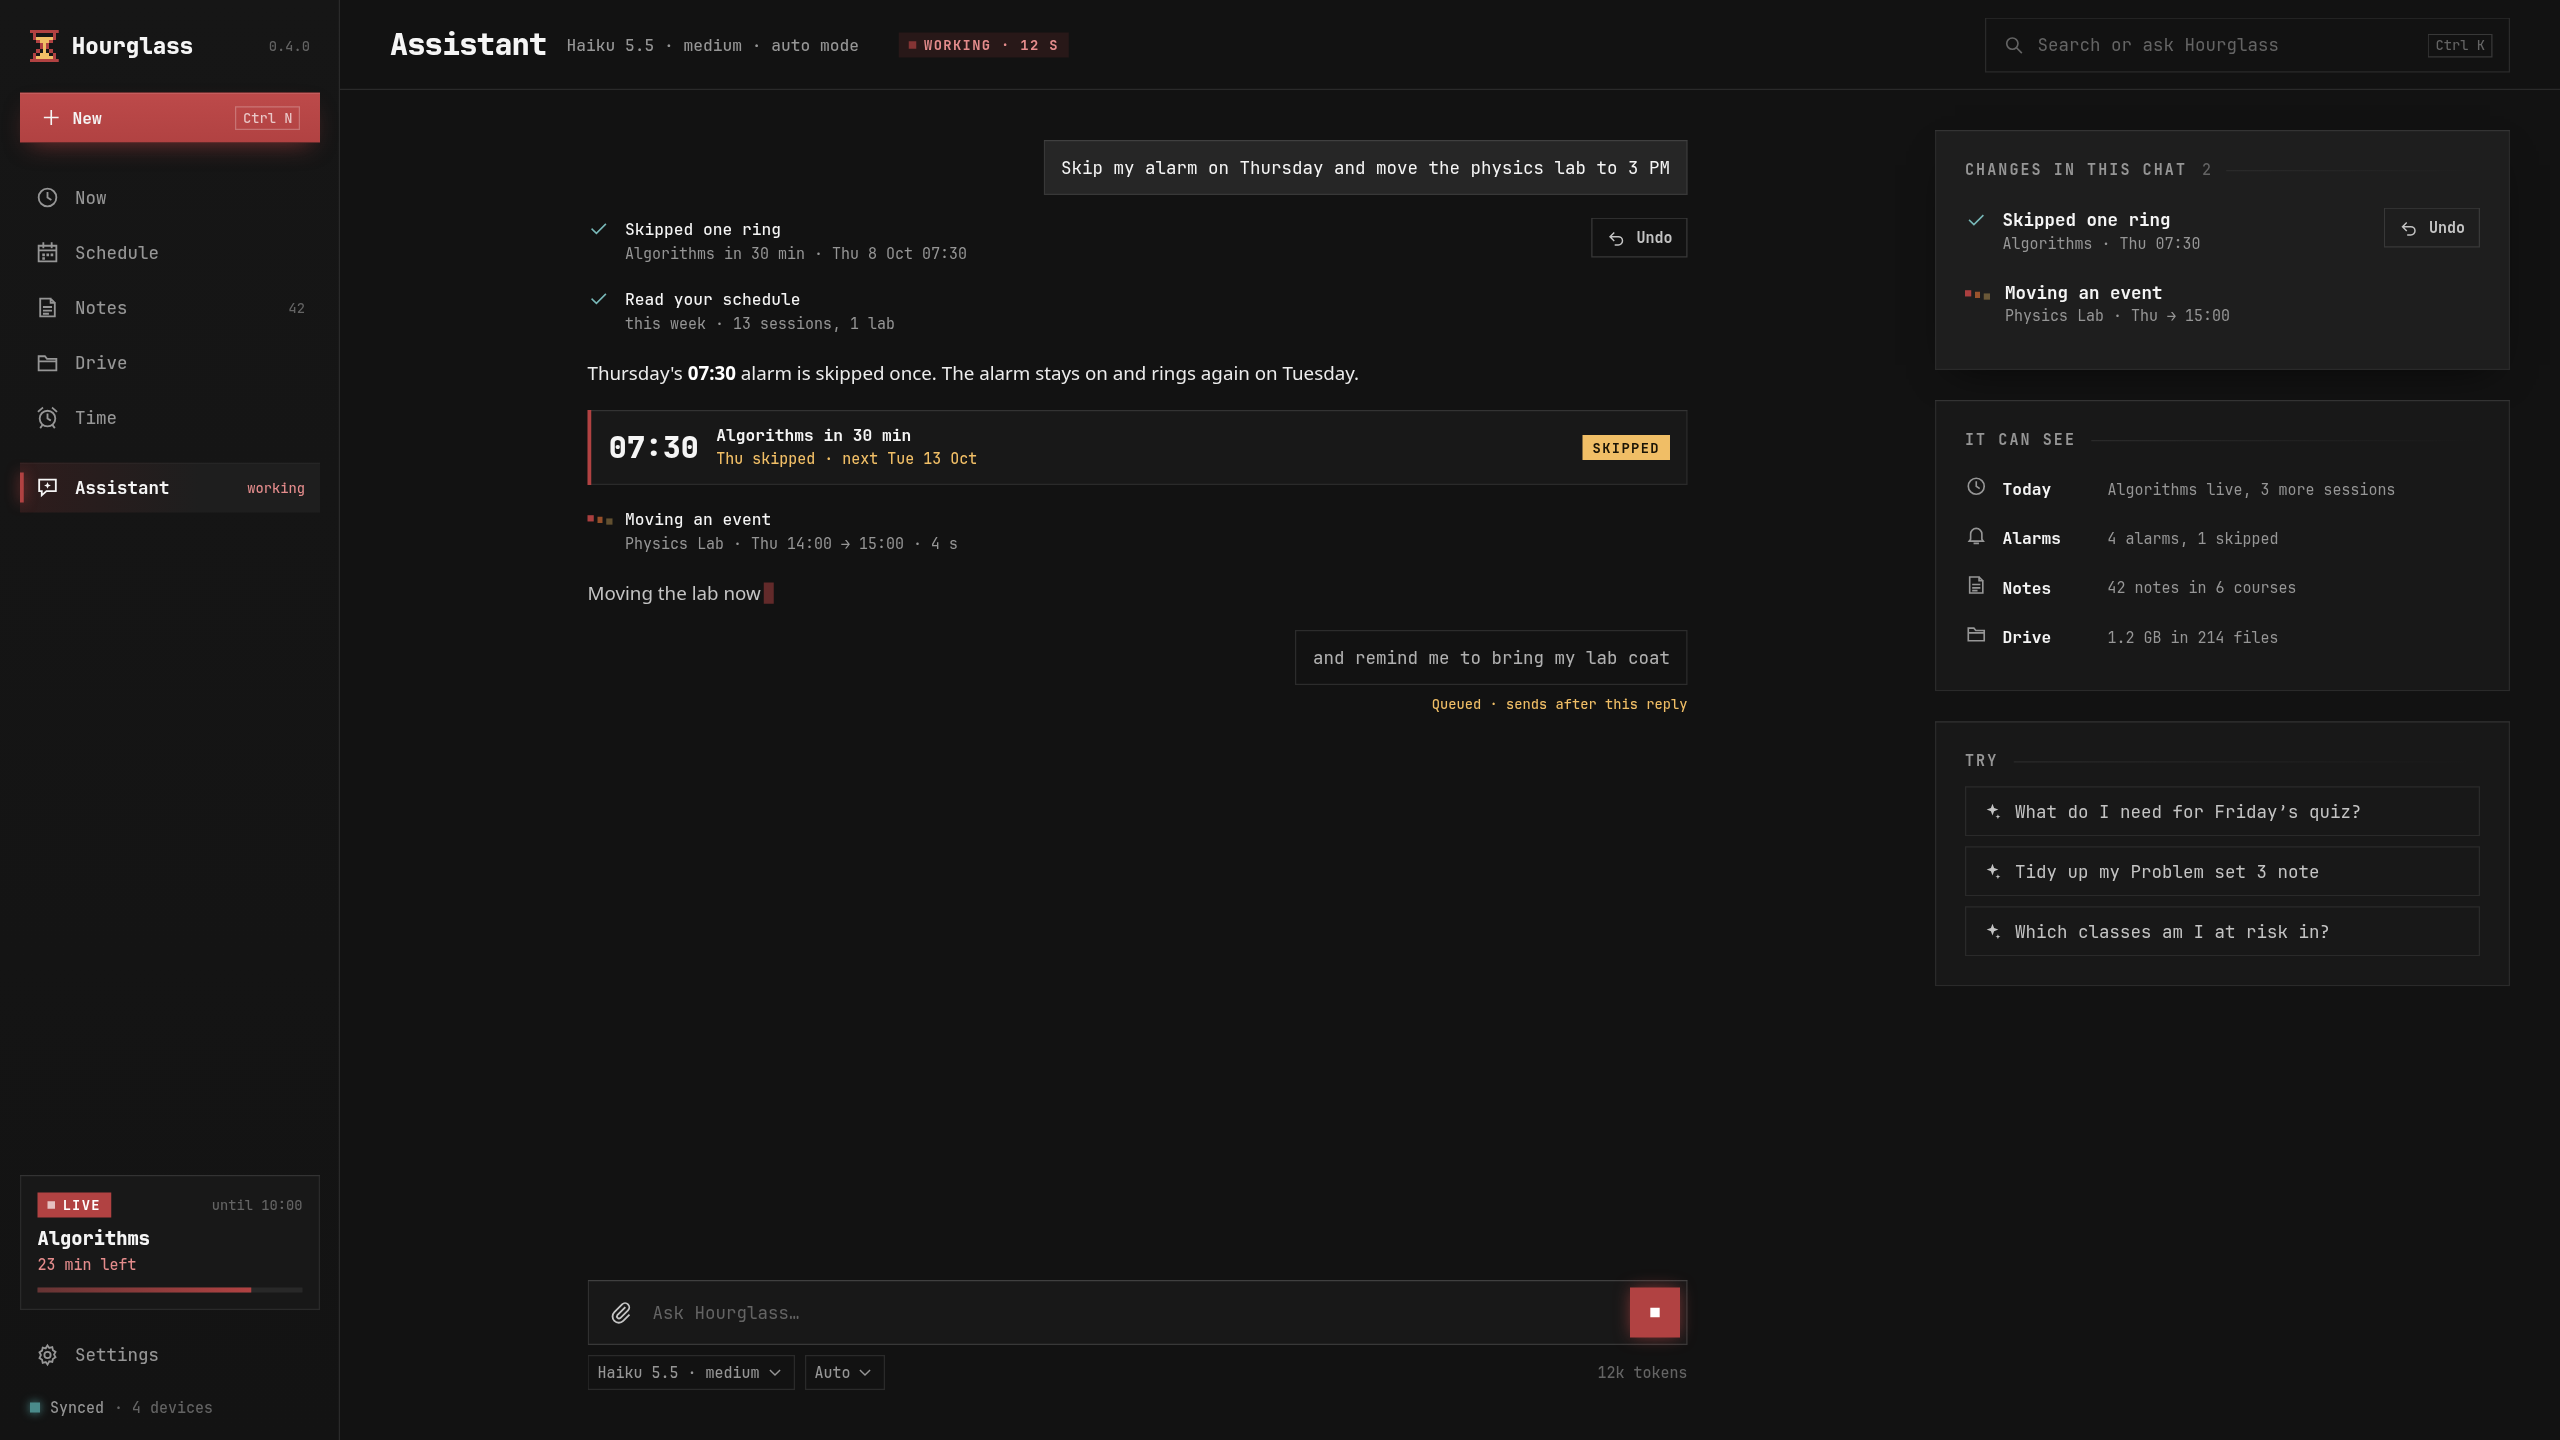 Hourglass 0.4.0
New Ctrl N
Now
Schedule
Notes 42
Drive
Time
Assistant working
LIVE until 10:00
Algorithms
23 min left
Settings
Synced · 4 devices
Assistant Haiku 5.5 · medium · auto mode WORKING · 12 S
Search or ask Hourglass Ctrl K
Skip my alarm on Thursday and move the physics lab to 3 PM
Skipped one ring
Algorithms in 30 min · Thu 8 Oct 07:30
Undo
Read your schedule
this week · 13 sessions, 1 lab
Thursday's 07:30 alarm is skipped once. The alarm stays on and rings again on Tuesday.
07:30
Algorithms in 30 min
Thu skipped · next Tue 13 Oct
SKIPPED
Moving an event
Physics Lab · Thu 14:00 → 15:00 · 4 s
Moving the lab now
and remind me to bring my lab coat
Queued · sends after this reply
Ask Hourglass…
Haiku 5.5 · medium Auto 12k tokens
CHANGES IN THIS CHAT 2
Skipped one ring
Algorithms · Thu 07:30
Undo
Moving an event
Physics Lab · Thu → 15:00
IT CAN SEE
Today Algorithms live, 3 more sessions
Alarms 4 alarms, 1 skipped
Notes 42 notes in 6 courses
Drive 1.2 GB in 214 files
TRY
What do I need for Friday’s quiz?
Tidy up my Problem set 3 note
Which classes am I at risk in?